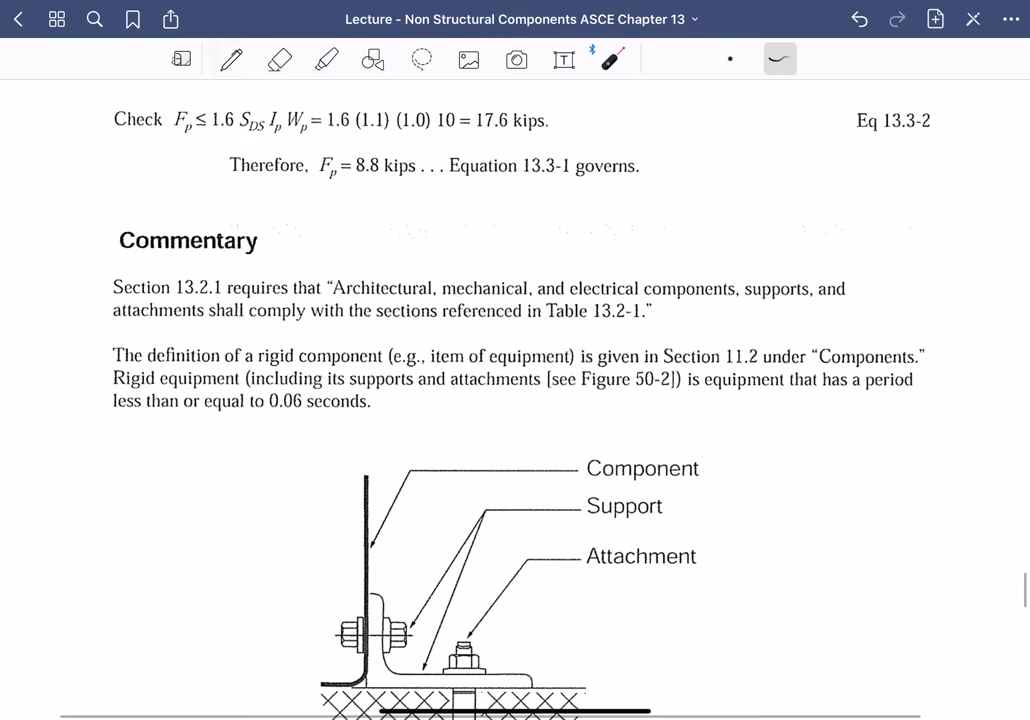 Lecture - Non Structural Components ASCE Chapter 13
Check F_p ≤ 1.6 S_DS I_p W_p = 1.6 (1.1) (1.0) 10 = 17.6 kips. Eq 13.3-2
Therefore, F_p = 8.8 kips . . . Equation 13.3-1 governs.
Commentary
Section 13.2.1 requires that “Architectural, mechanical, and electrical components, supports, and
attachments shall comply with the sections referenced in Table 13.2-1.”
The definition of a rigid component (e.g., item of equipment) is given in Section 11.2 under “Components.”
Rigid equipment (including its supports and attachments [see Figure 50-2]) is equipment that has a period
less than or equal to 0.06 seconds.
Component
Support
Attachment